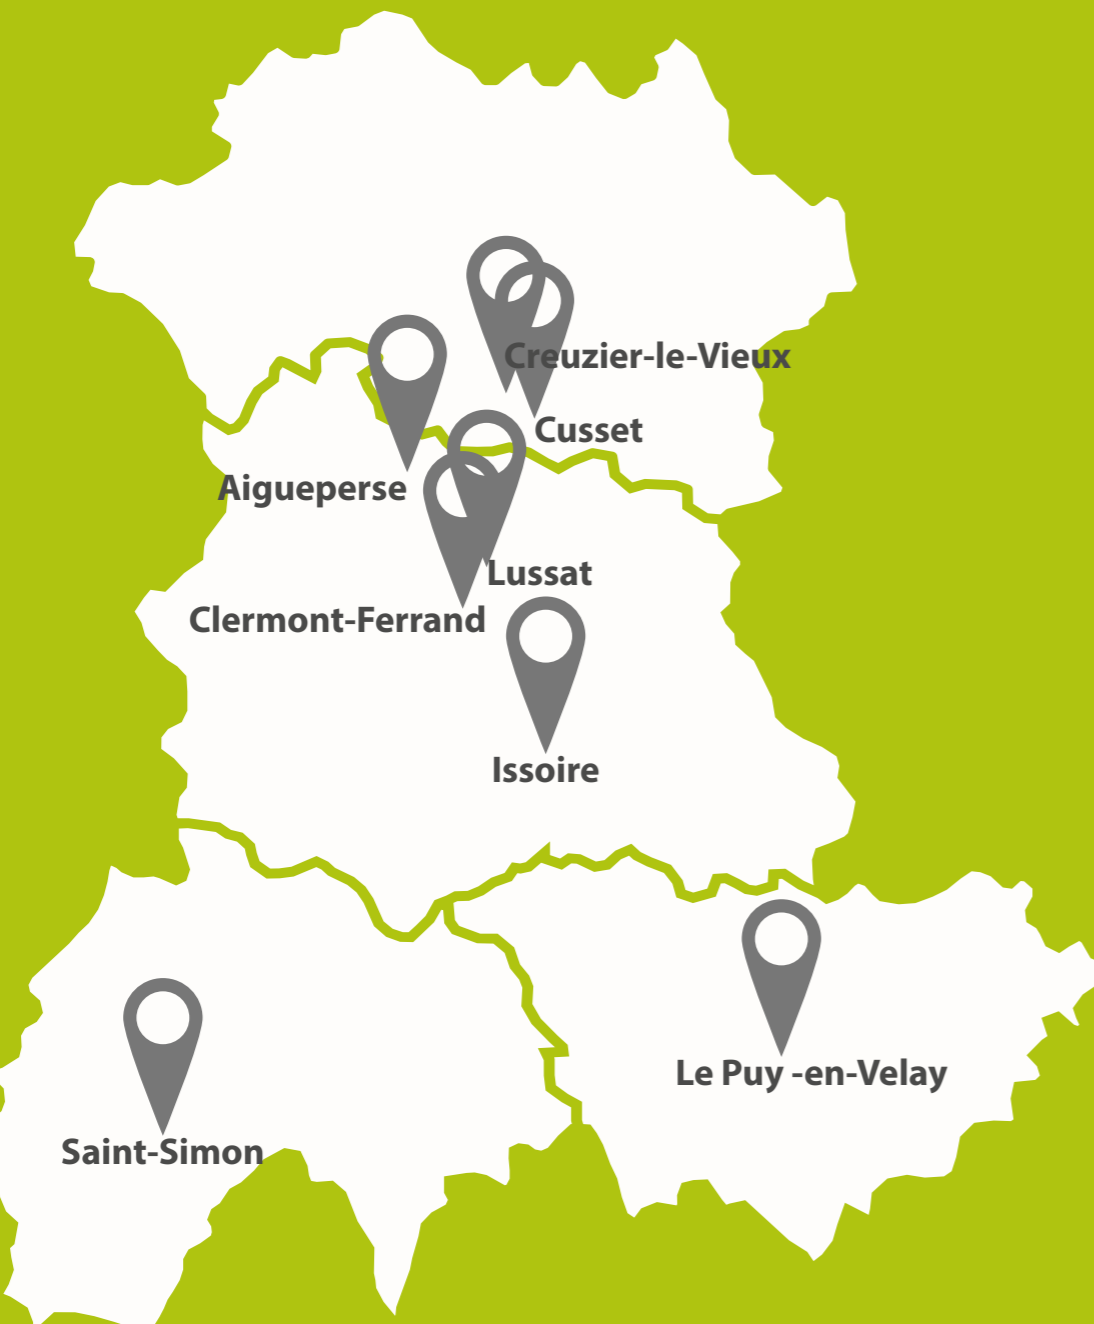 Creuzier-le-Vieux
Cusset
Aigueperse
Lussat
Clermont-Ferrand
Issoire
Le Puy -en-Velay
Saint-Simon